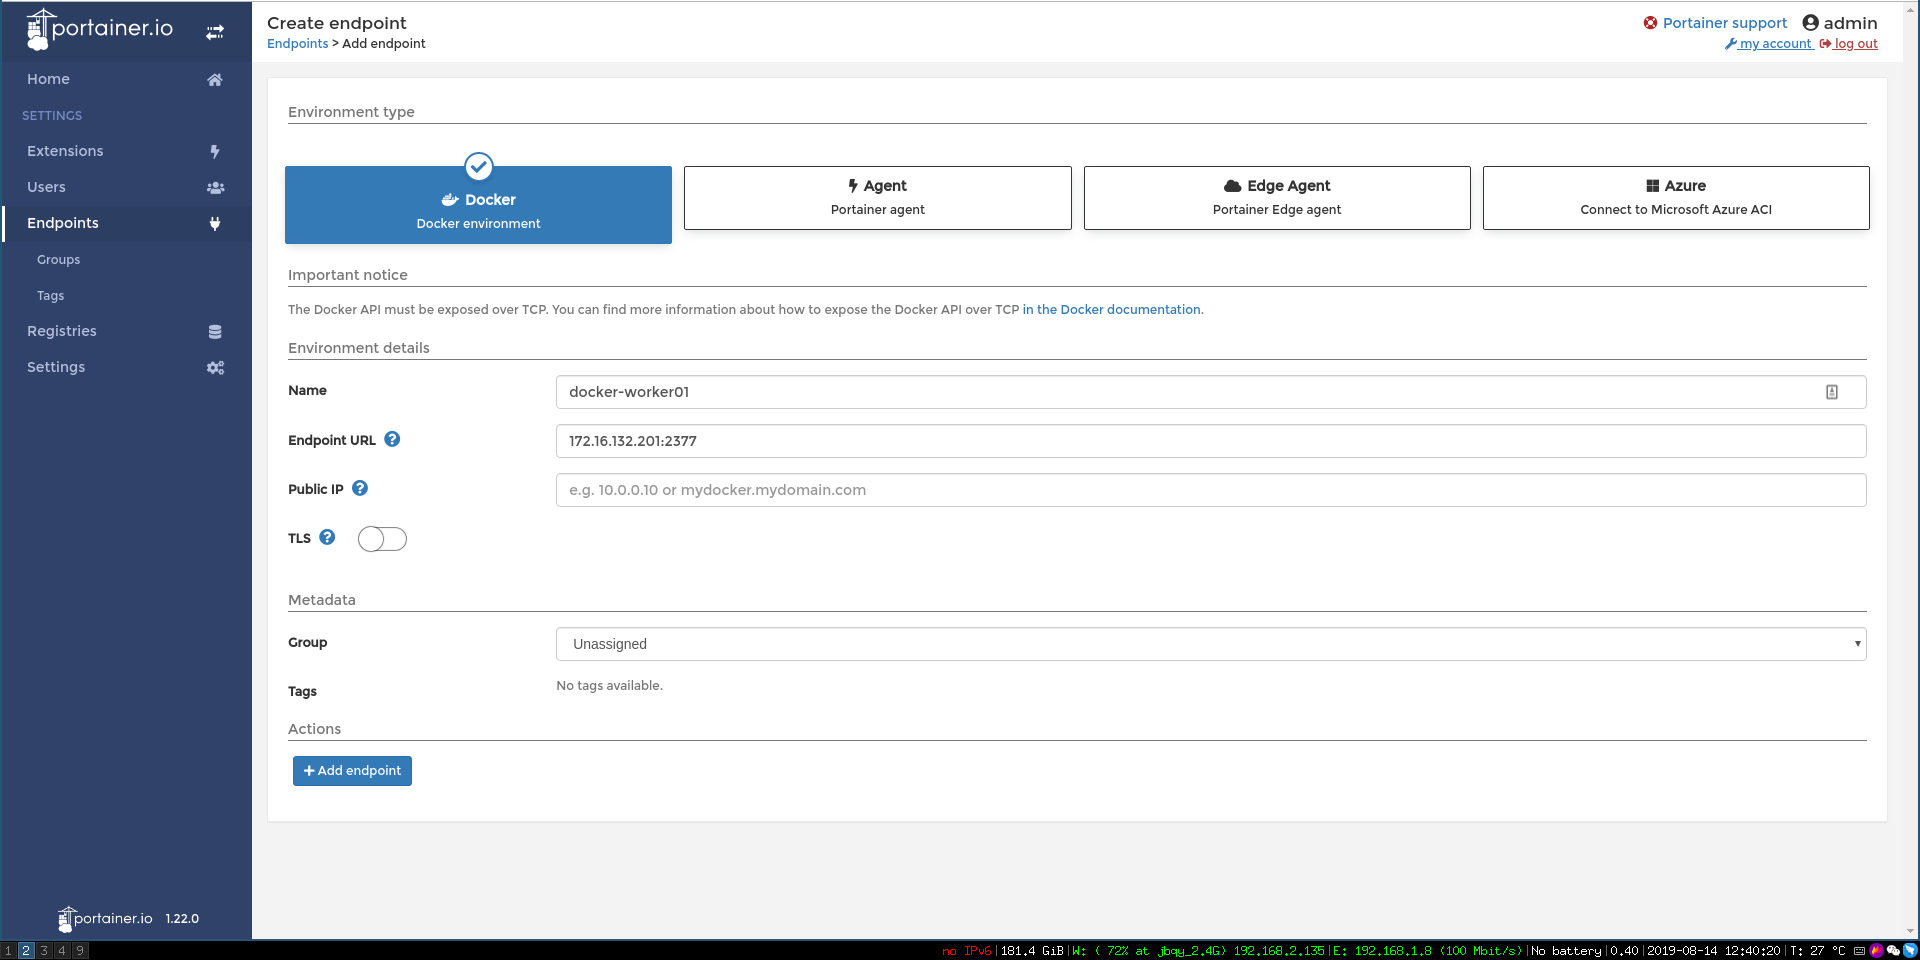 portainer.io
Home
SETTINGS
Extensions
Users
Endpoints
Groups
Tags
Registries
Settings
portainer.io 1.22.0
Create endpoint
Endpoints > Add endpoint
Portainer support admin
my account log out
Environment type
Docker
Docker environment
Agent
Portainer agent
Edge Agent
Portainer Edge agent
Azure
Connect to Microsoft Azure ACI
Important notice
The Docker API must be exposed over TCP. You can find more information about how to expose the Docker API over TCP in the Docker documentation.
Environment details
Name docker-worker01
Endpoint URL 172.16.132.201:2377
Public IP e.g. 10.0.0.10 or mydocker.mydomain.com
TLS
Metadata
Group Unassigned
Tags No tags available.
Actions
Add endpoint
1 2 3 4 9 no IPv6|181.4 GiB|W: ( 72% at jbqy_2.4G) 192.168.2.135|E: 192.168.1.8 (100 Mbit/s)|No battery|0.40|2019-08-14 12:40:20|T: 27 °C